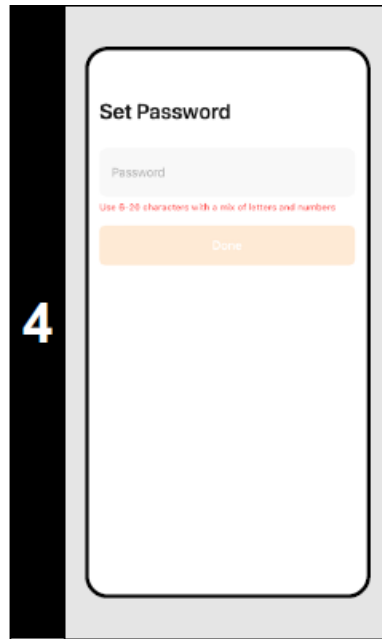 4
Set Password
Password
Use 6-20 characters with a mix of letters and numbers
Done